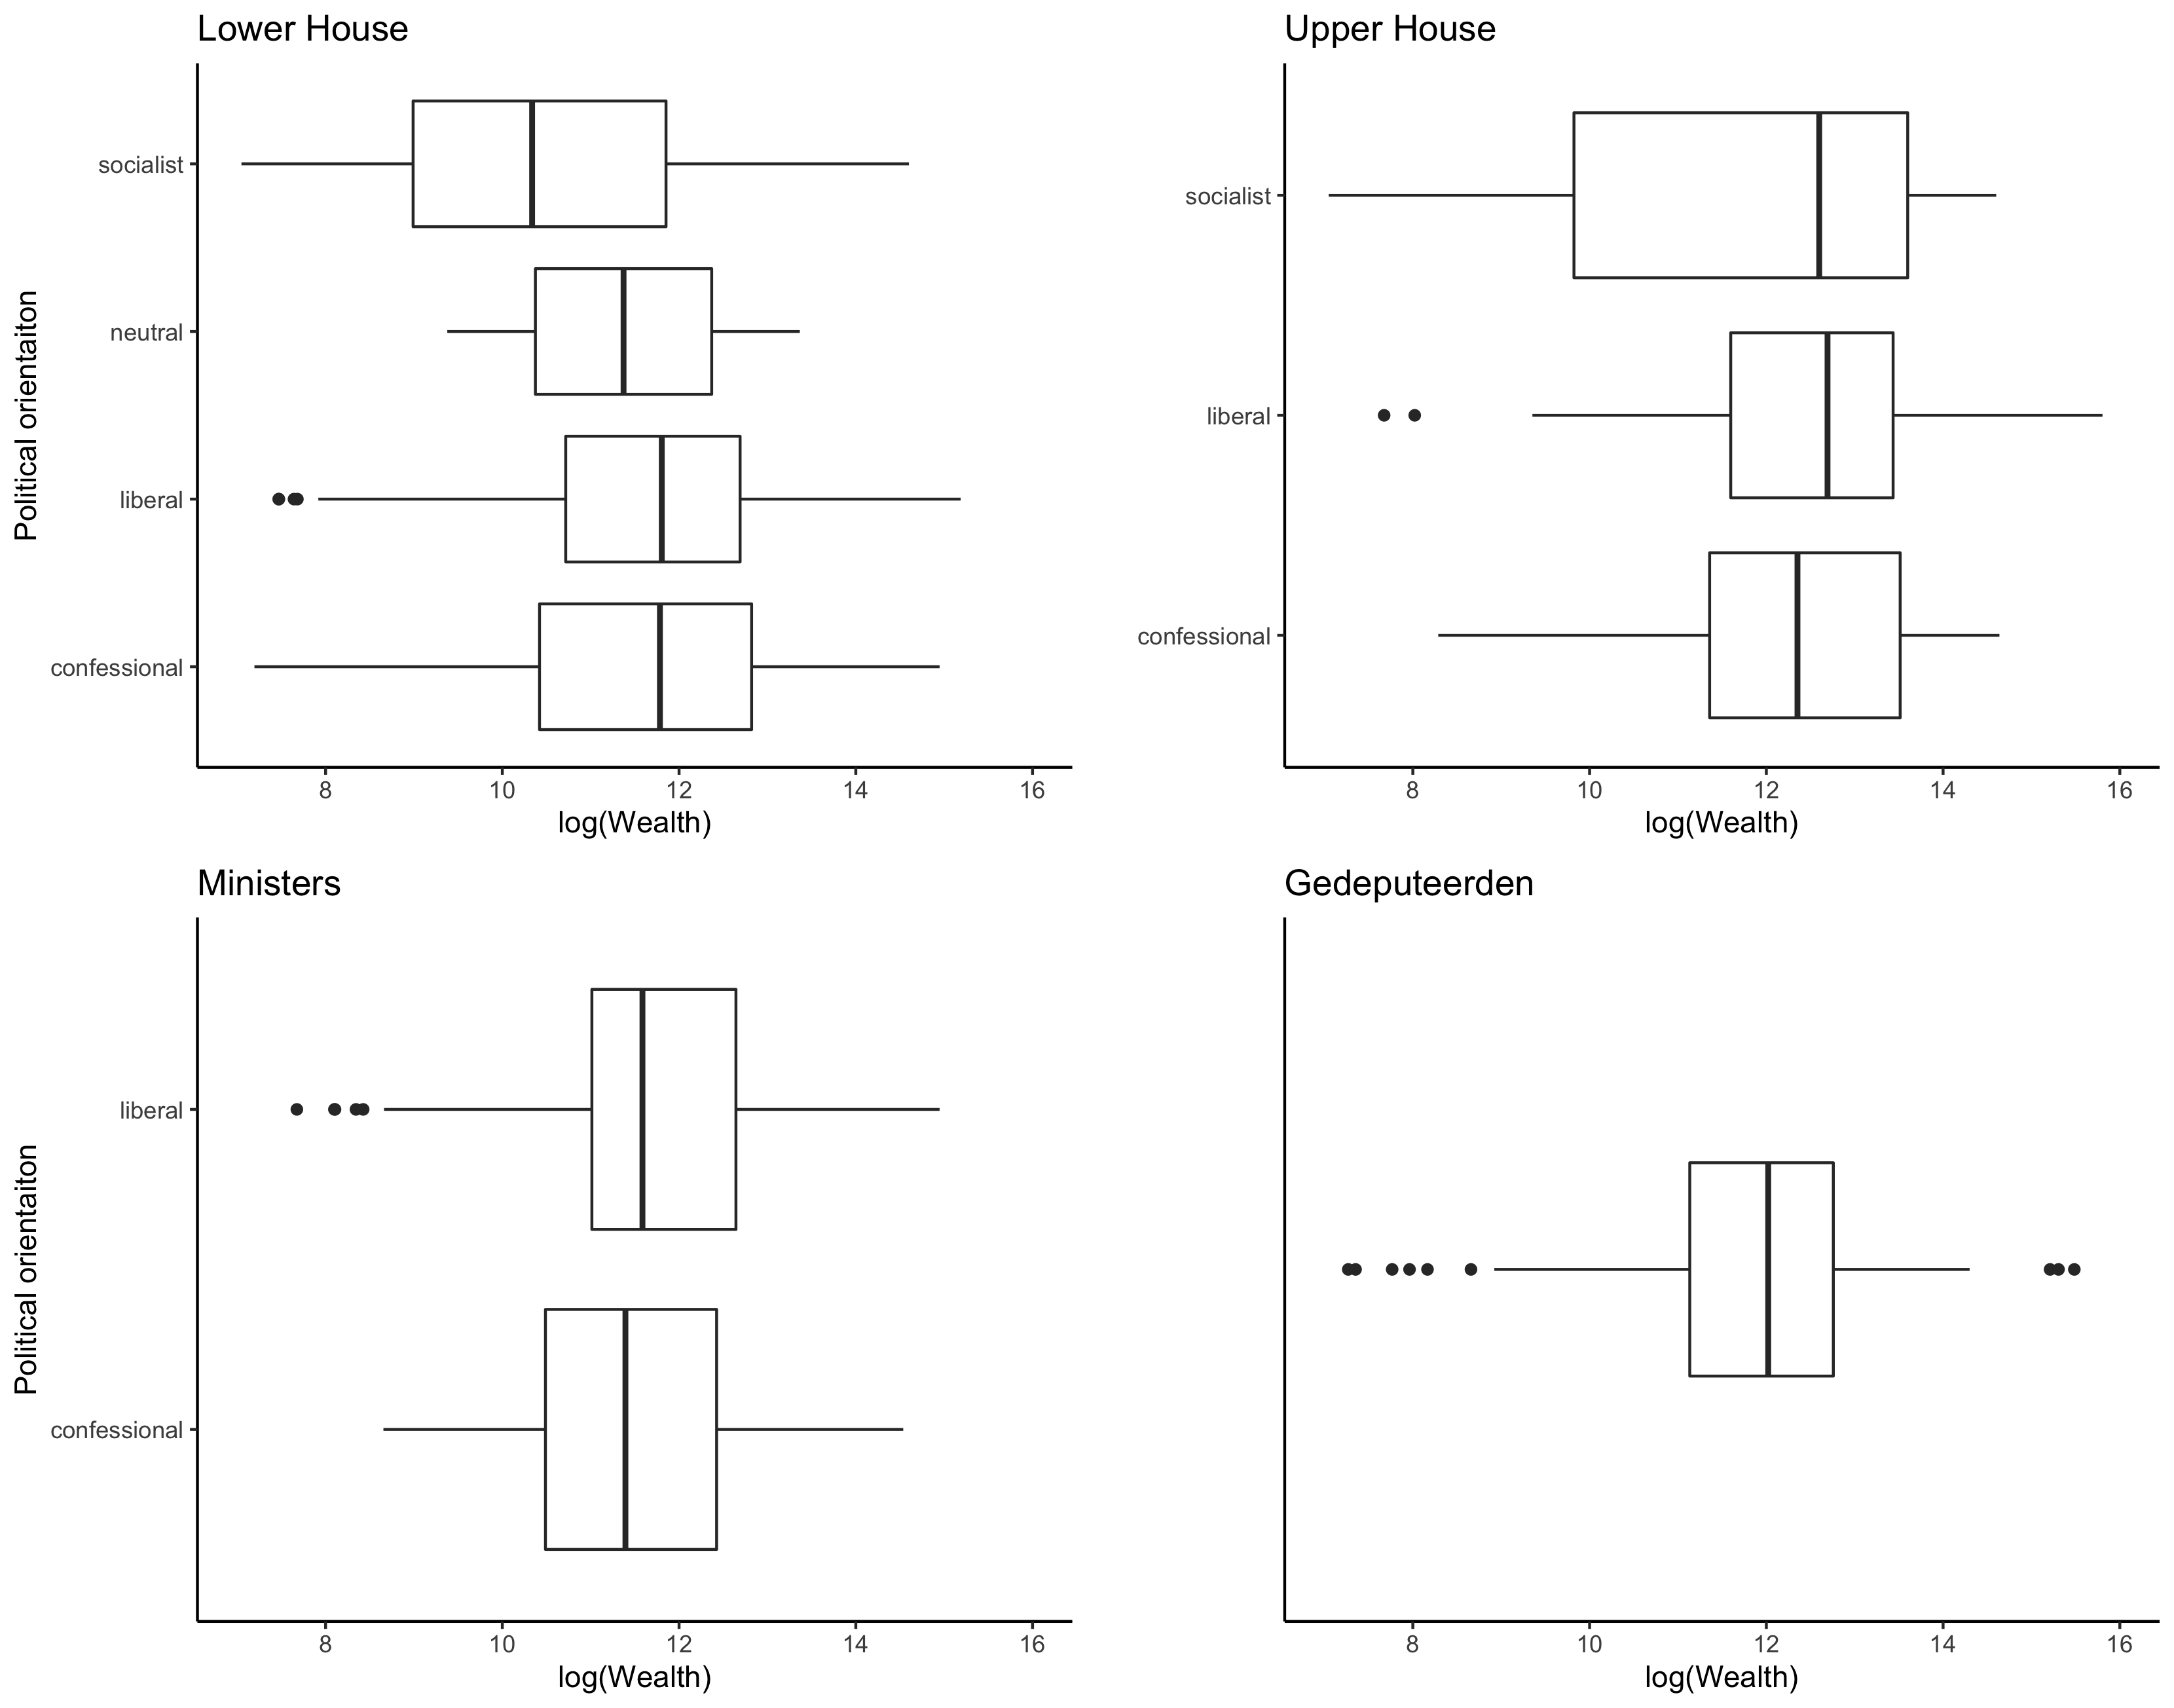 Lower House
Political orientaiton
socialist
neutral
liberal
confessional
8 10 12 14 16
log(Wealth)
Upper House
socialist
liberal
confessional
8 10 12 14 16
log(Wealth)
Ministers
Political orientaiton
liberal
confessional
8 10 12 14 16
log(Wealth)
Gedeputeerden
8 10 12 14 16
log(Wealth)